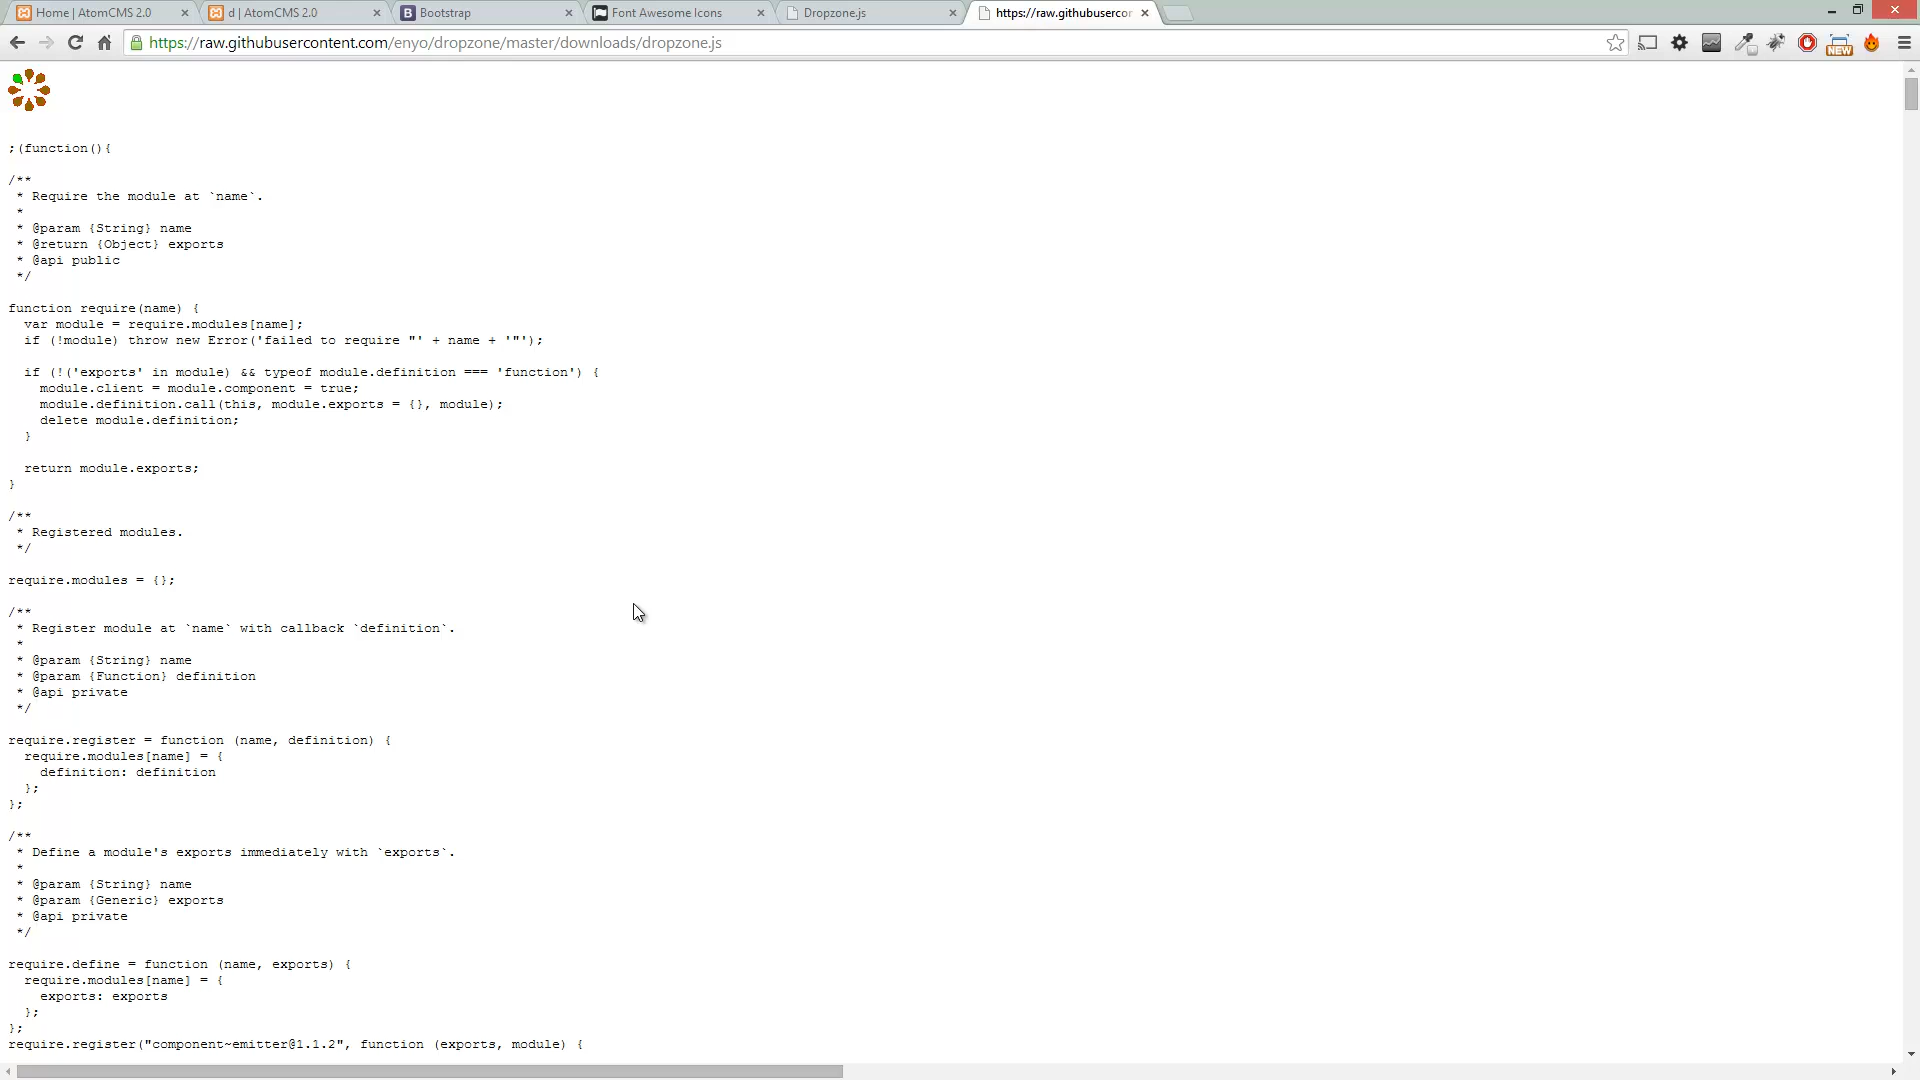 Home | AtomCMS 2.0
d | AtomCMS 2.0
Bootstrap
Font Awesome Icons
Dropzone.js
https://raw.githubusercor
https://raw.githubusercontent.com/enyo/dropzone/master/downloads/dropzone.js
NEW
;(function(){
/**
 * Require the module at `name`.
 *
 * @param {String} name
 * @return {Object} exports
 * @api public
 */
function require(name) {
  var module = require.modules[name];
  if (!module) throw new Error('failed to require "' + name + '"');
  if (!('exports' in module) && typeof module.definition === 'function') {
    module.client = module.component = true;
    module.definition.call(this, module.exports = {}, module);
    delete module.definition;
  }
  return module.exports;
}
/**
 * Registered modules.
 */
require.modules = {};
/**
 * Register module at `name` with callback `definition`.
 *
 * @param {String} name
 * @param {Function} definition
 * @api private
 */
require.register = function (name, definition) {
  require.modules[name] = {
    definition: definition
  };
};
/**
 * Define a module's exports immediately with `exports`.
 *
 * @param {String} name
 * @param {Generic} exports
 * @api private
 */
require.define = function (name, exports) {
  require.modules[name] = {
    exports: exports
  };
};
require.register("component~emitter@1.1.2", function (exports, module) {